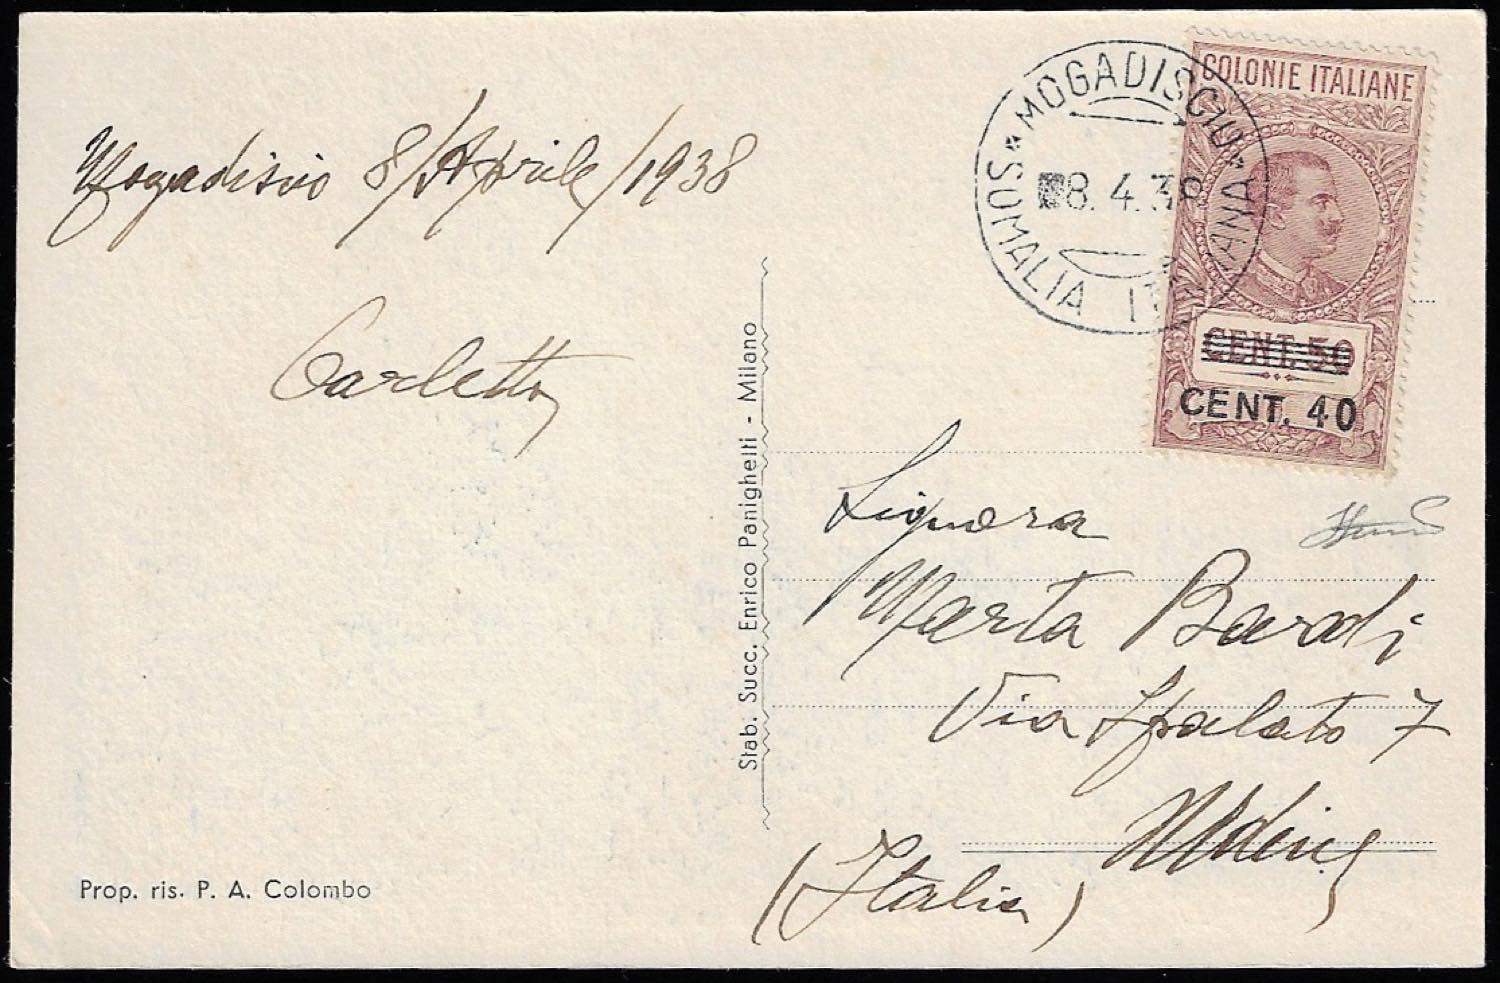 Mogadiscio 8/Aprile/1938
Carletto
Prop. ris. P. A. Colombo
Stab. Succ. Enrico Panighelli - Milano
MOGADISCIO
8.4.38
SOMALIA ITALIANA
COLONIE ITALIANE
CENT. 50
CENT. 40
Signora
Marta Bardi
Via Spalato 7
Udine
(Italia)